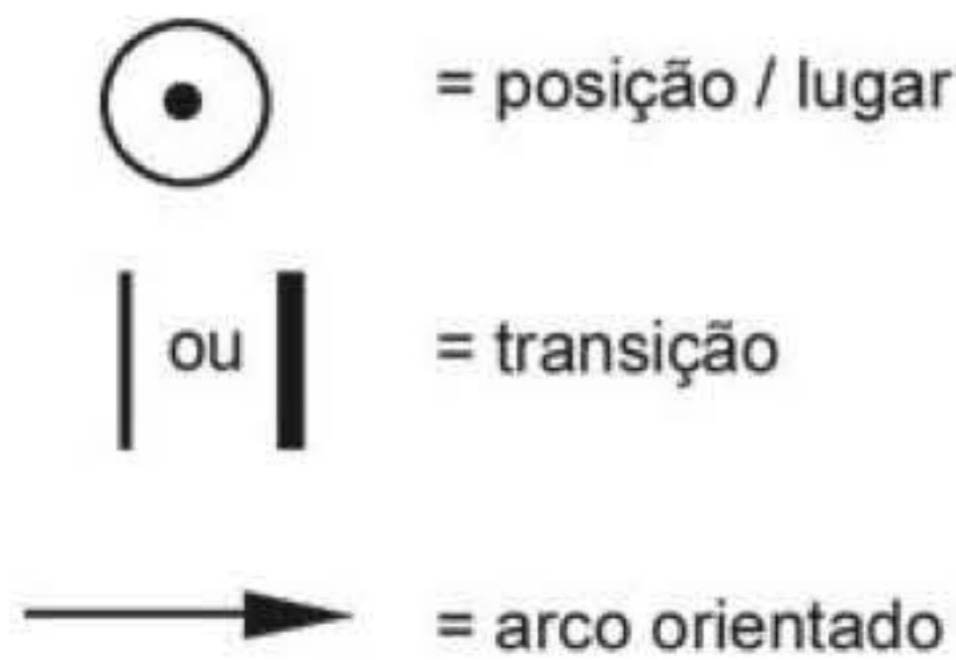 = posição / lugar
ou = transição
= arco orientado